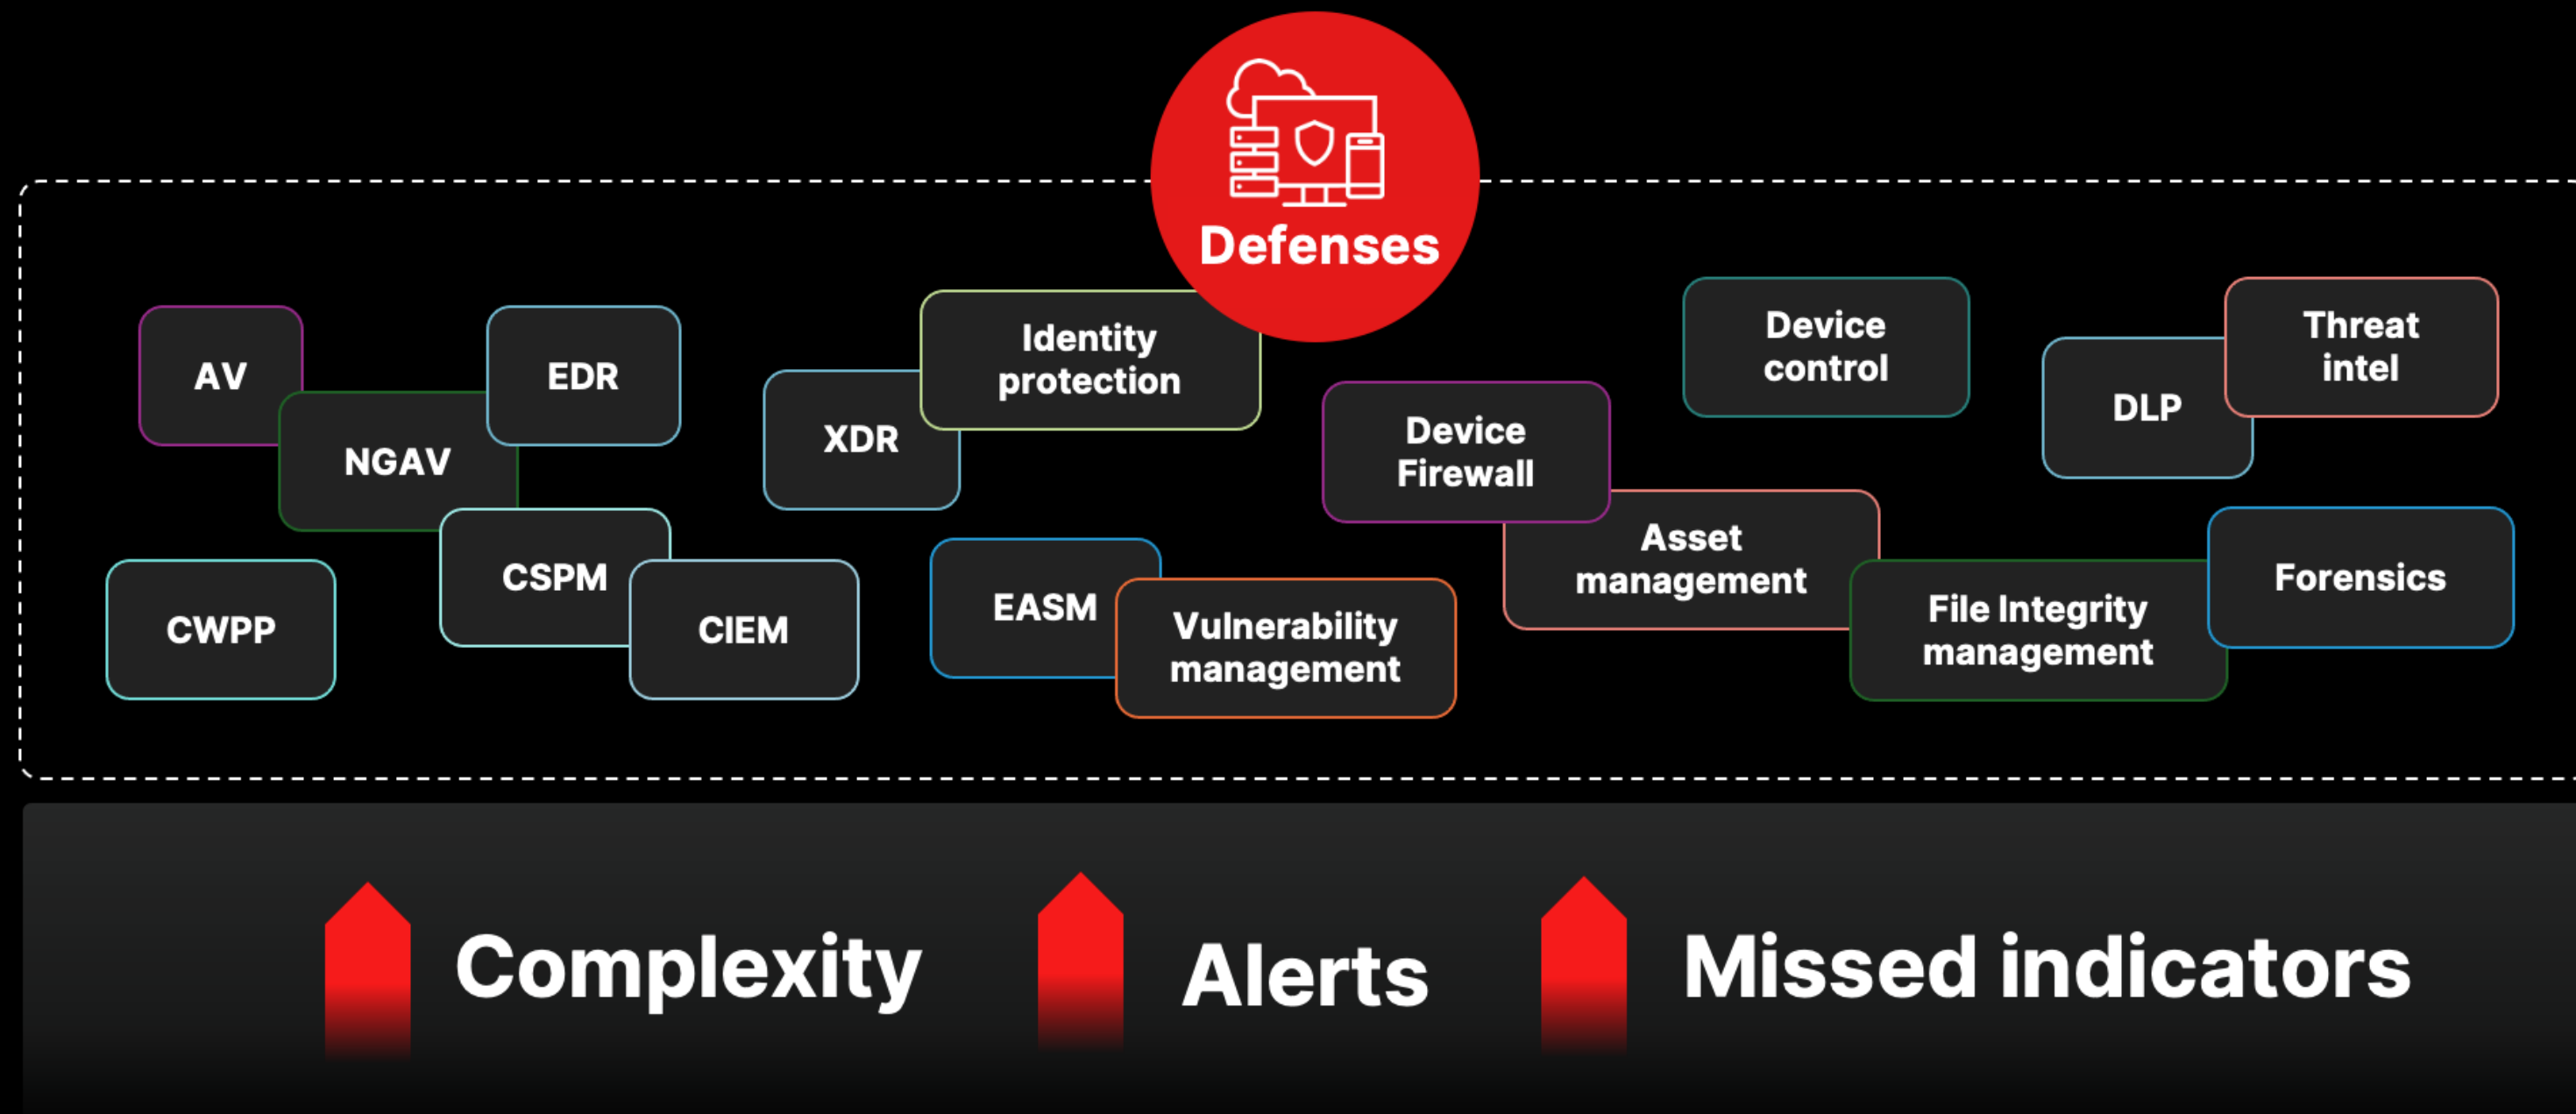 Defenses
AV
NGAV
EDR
CWPP
CSPM
CIEM
XDR
Identity
protection
EASM
Vulnerability
management
Device
Firewall
Device
control
Asset
management
DLP
Threat
intel
File Integrity
management
Forensics
Complexity
Alerts
Missed indicators